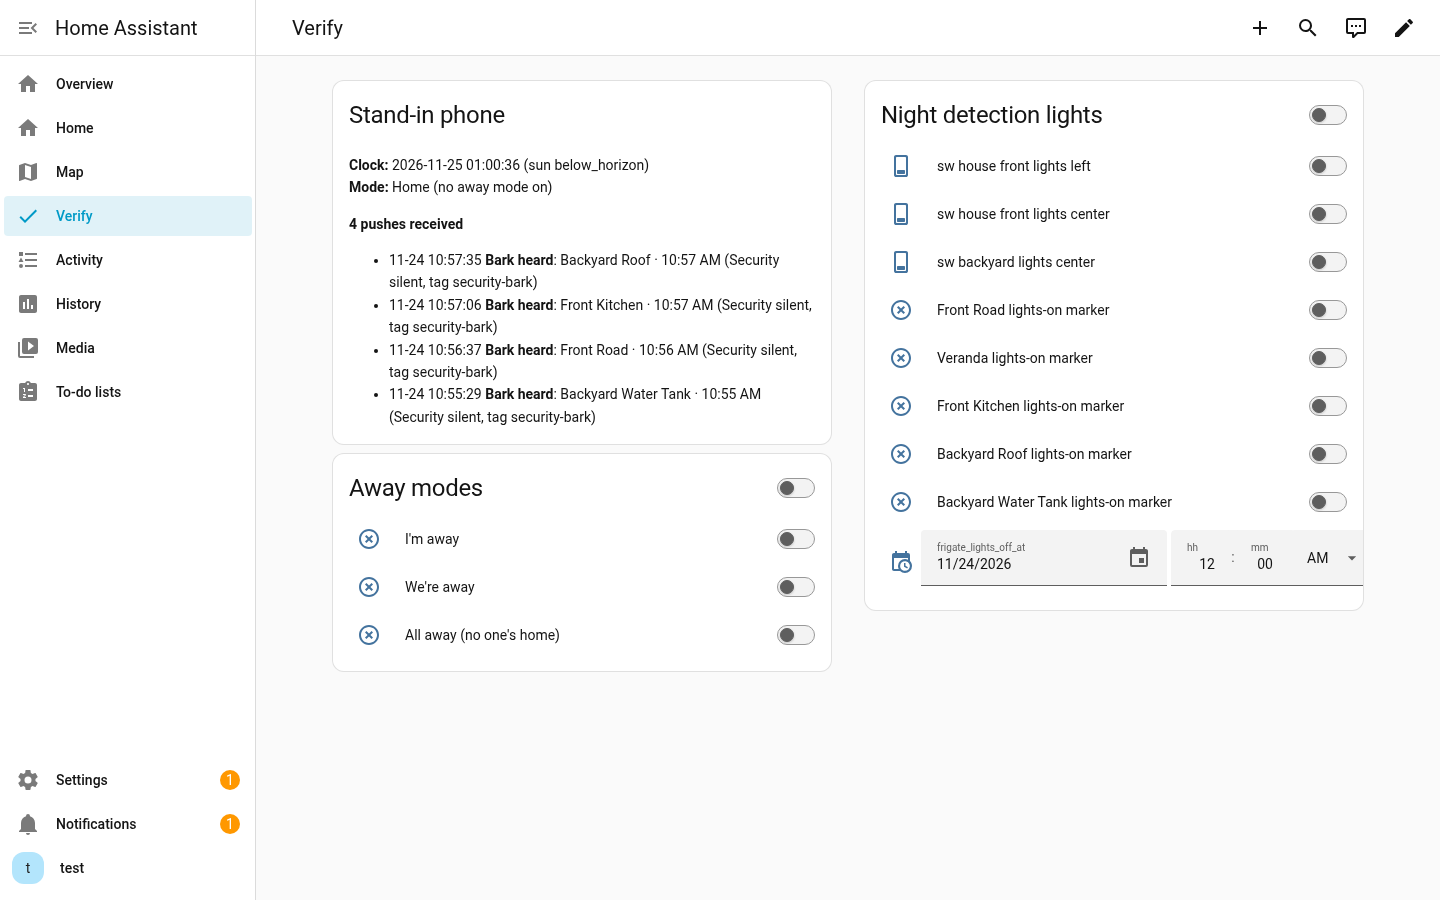 Home Assistant
Verify
Overview
Home
Map
Verify
Activity
History
Media
To-do lists
Settings
1
Notifications
1
t
test
Stand-in phone
Clock: 2026-11-25 01:00:36 (sun below_horizon)
Mode: Home (no away mode on)
4 pushes received
11-24 10:57:35 Bark heard: Backyard Roof · 10:57 AM (Security
silent, tag security-bark)
11-24 10:57:06 Bark heard: Front Kitchen · 10:57 AM (Security silent,
tag security-bark)
11-24 10:56:37 Bark heard: Front Road · 10:56 AM (Security silent,
tag security-bark)
11-24 10:55:29 Bark heard: Backyard Water Tank · 10:55 AM
(Security silent, tag security-bark)
Away modes
I'm away
We're away
All away (no one's home)
Night detection lights
sw house front lights left
sw house front lights center
sw backyard lights center
Front Road lights-on marker
Veranda lights-on marker
Front Kitchen lights-on marker
Backyard Roof lights-on marker
Backyard Water Tank lights-on marker
frigate_lights_off_at
11/24/2026
hh
12
:
mm
00
AM